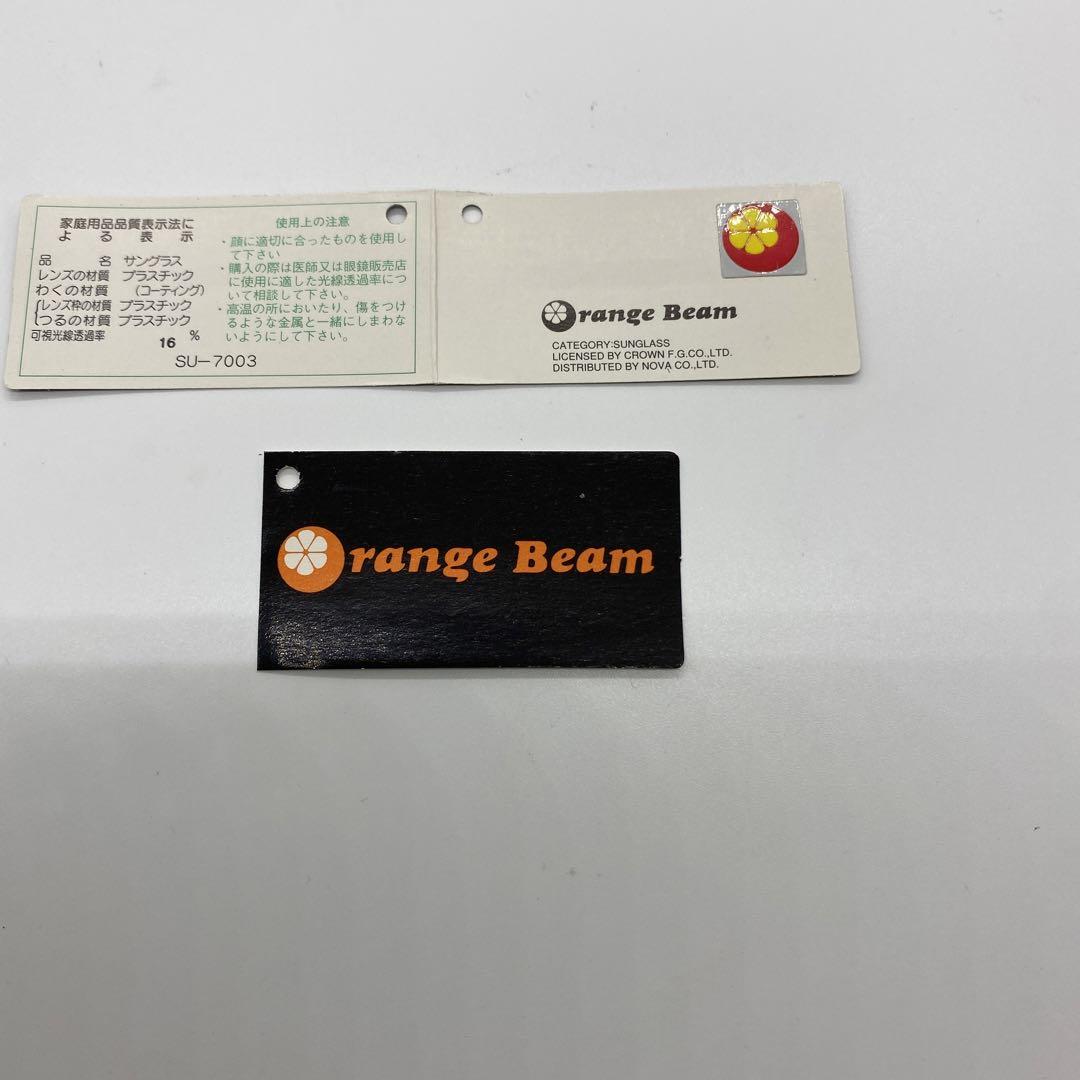 家庭用品品質表示法に
よる表示
品名 サングラス
レンズの材質 プラスチック
わくの材質 (コーティング)
レンズ枠の材質 プラスチック
つるの材質 プラスチック
可視光線透過率 16 %
SU-7003
使用上の注意
・顔に適切に合ったものを使用し
て下さい
・購入の際は医師又は眼鏡販売店
に使用に適した光線透過率につ
いて相談して下さい。
・高温の所においたり、傷をつけ
るような金属と一緒にしまわな
いようにして下さい。
Orange Beam
CATEGORY:SUNGLASS
LICENSED BY CROWN F.G.CO.,LTD.
DISTRIBUTED BY NOVA CO.,LTD.
Orange Beam